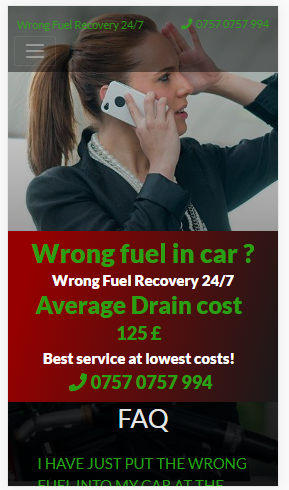 Wrong Fuel Recovery 24/7 0757 0757 994
Wrong fuel in car ?
Wrong Fuel Recovery 24/7
Average Drain cost
125 £
Best service at lowest costs!
0757 0757 994
FAQ
I HAVE JUST PUT THE WRONG
FUEL INTO MY CAR AT THE